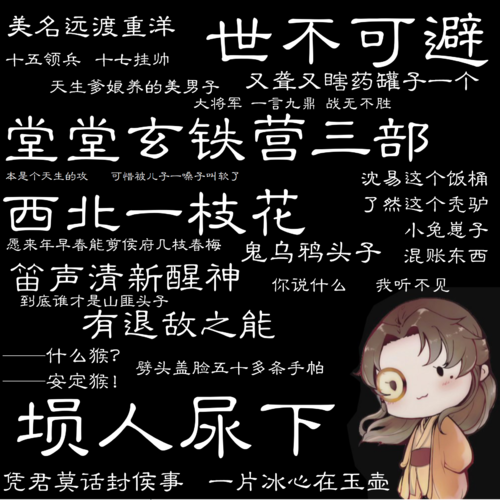 美名远渡重洋
世不可避
十五领兵 十七挂帅
天生爹娘养的美男子
又聋又瞎药罐子一个
大将军 一言九鼎 战无不胜
堂堂玄铁营三部
本是个天生的攻 可惜被儿子一嗓子叫软了
沈易这个饭桶
西北一枝花
了然这个秃驴
小兔崽子
愿来年早春能剪侯府几枝春梅
鬼乌鸦头子
混账东西
笛声清新醒神
你说什么 我听不见
到底谁才是山匪头子
有退敌之能
——什么猴?
劈头盖脸五十多条手帕
——安定猴!
埙人尿下
凭君莫话封侯事 一片冰心在玉壶